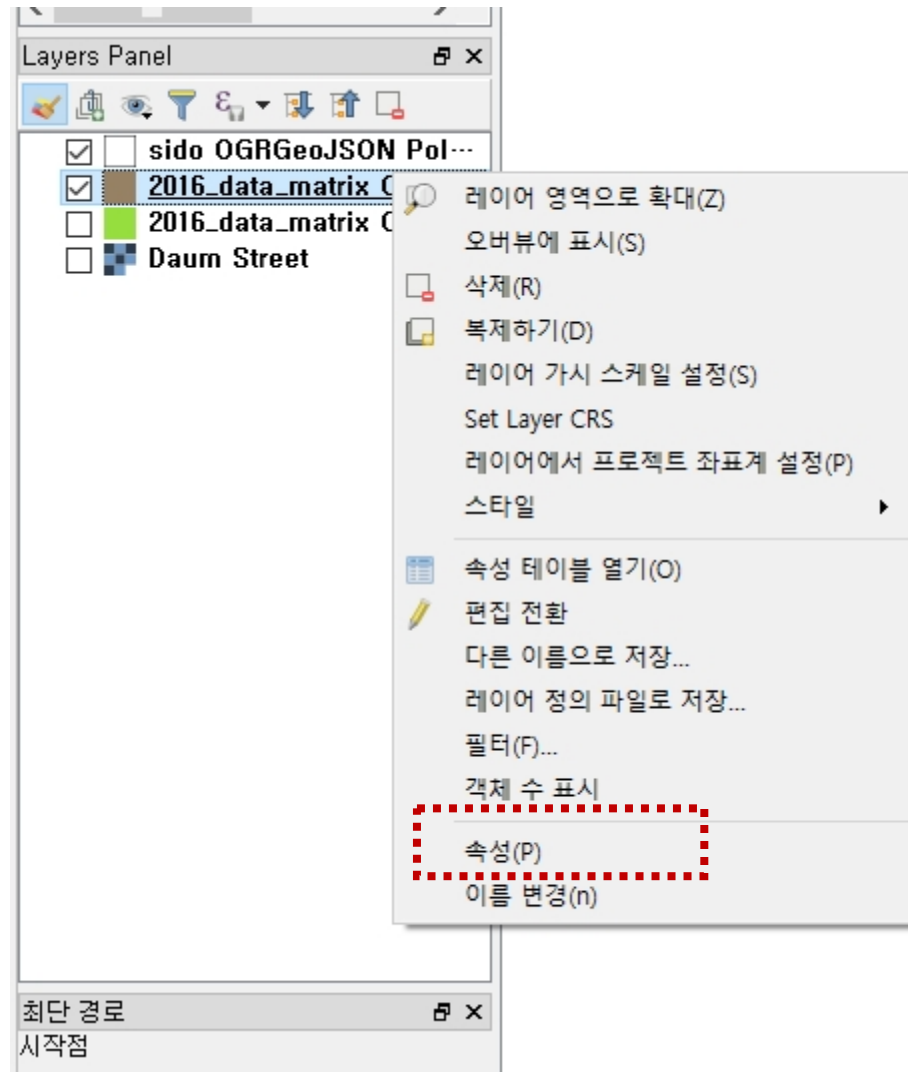 Layers Panel
sido OGRGeoJSON Pol…
2016_data_matrix
2016_data_matrix
Daum Street
레이어 영역으로 확대(Z)
오버뷰에 표시(S)
삭제(R)
복제하기(D)
레이어 가시 스케일 설정(S)
Set Layer CRS
레이어에서 프로젝트 좌표계 설정(P)
스타일
속성 테이블 열기(O)
편집 전환
다른 이름으로 저장...
레이어 정의 파일로 저장...
필터(F)...
객체 수 표시
속성(P)
이름 변경(n)
최단 경로
시작점